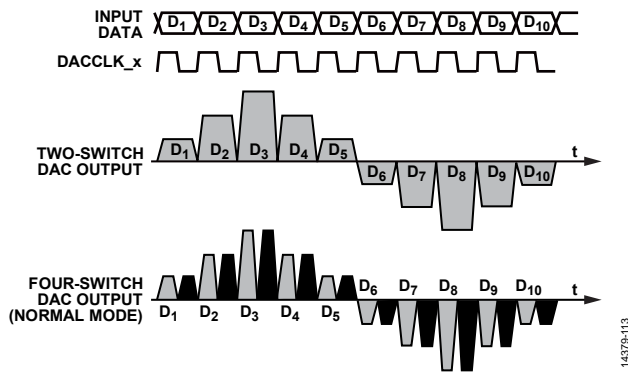 INPUT
DATA
D1 D2 D3 D4 D5 D6 D7 D8 D9 D10
DACCLK_x
TWO-SWITCH
DAC OUTPUT
D1 D2 D3 D4 D5 D6 D7 D8 D9 D10
t
FOUR-SWITCH
DAC OUTPUT
(NORMAL MODE)
D1 D2 D3 D4 D5 D6 D7 D8 D9 D10
t
14379-113